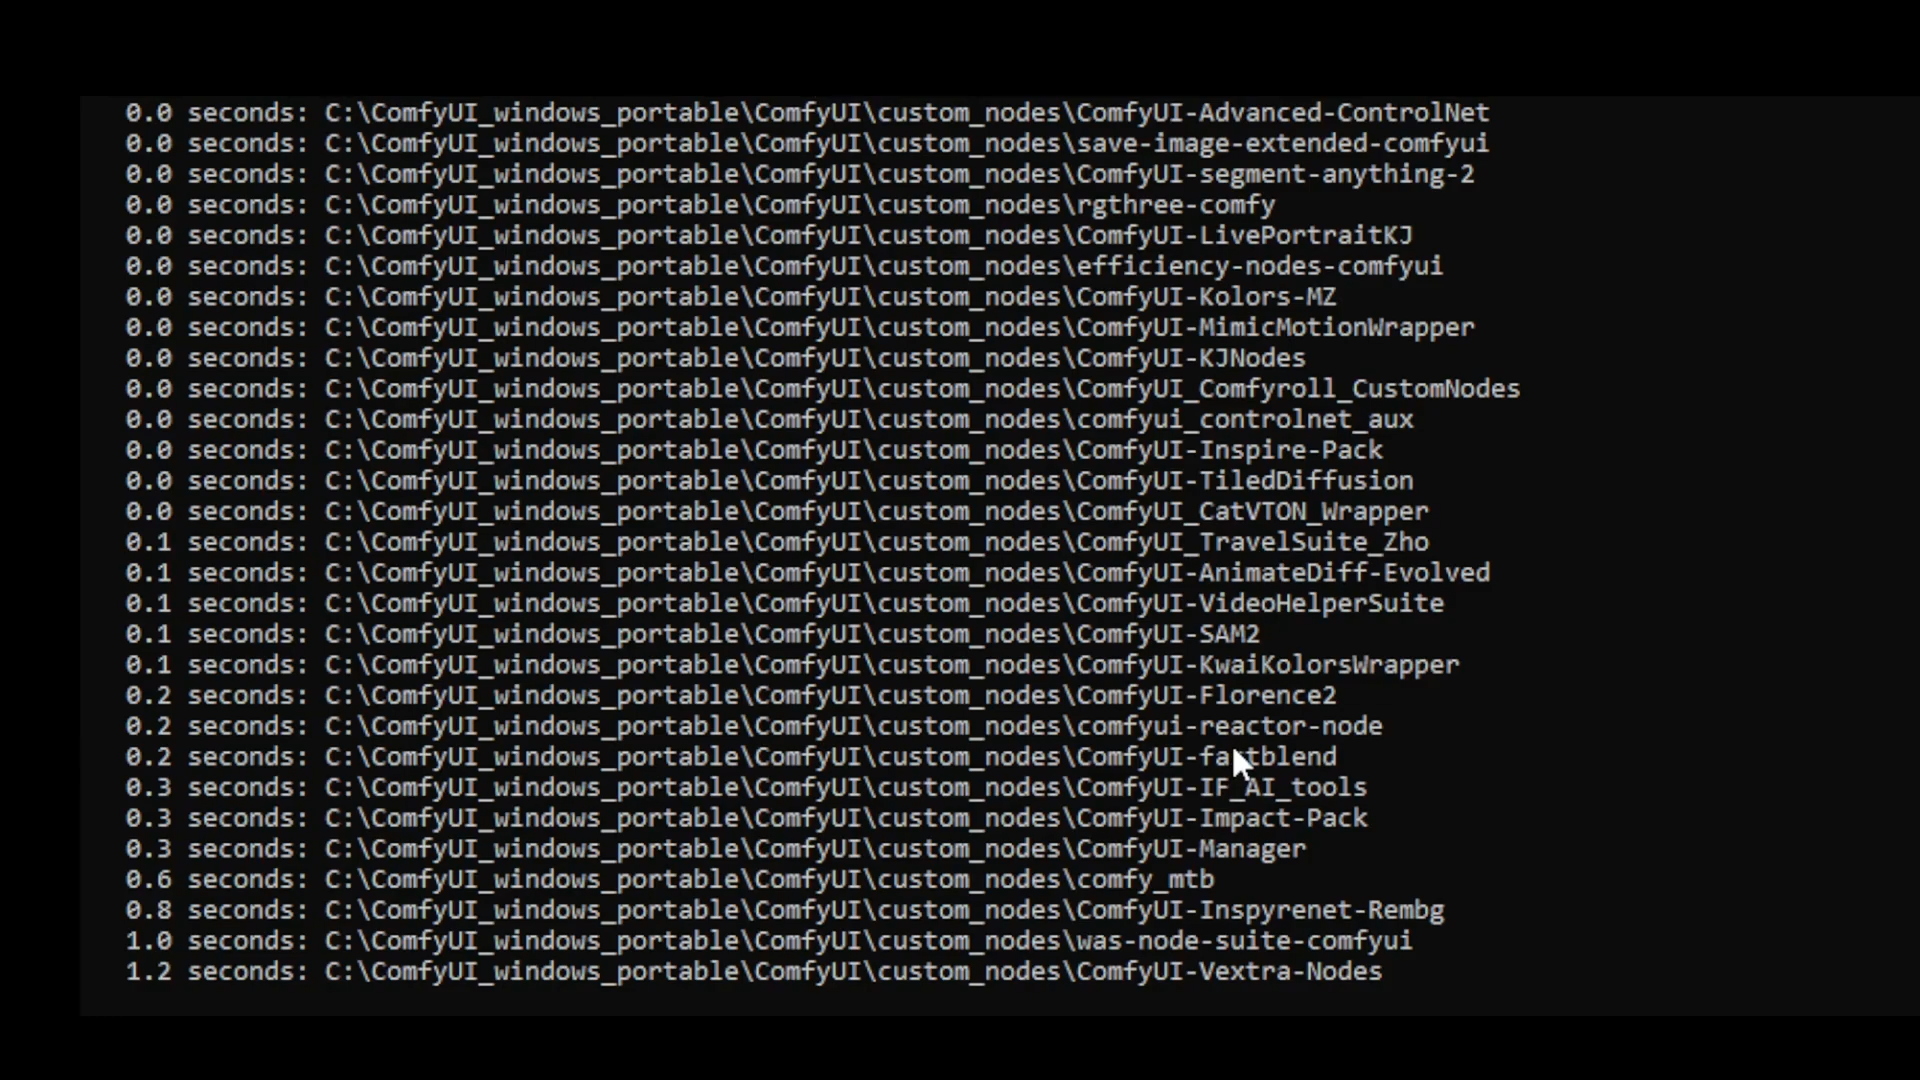 0.0 seconds: C:\ComfyUI_windows_portable\ComfyUI\custom_nodes\ComfyUI-Advanced-ControlNet
0.0 seconds: C:\ComfyUI_windows_portable\ComfyUI\custom_nodes\save-image-extended-comfyui
0.0 seconds: C:\ComfyUI_windows_portable\ComfyUI\custom_nodes\ComfyUI-segment-anything-2
0.0 seconds: C:\ComfyUI_windows_portable\ComfyUI\custom_nodes\rgthree-comfy
0.0 seconds: C:\ComfyUI_windows_portable\ComfyUI\custom_nodes\ComfyUI-LivePortraitKJ
0.0 seconds: C:\ComfyUI_windows_portable\ComfyUI\custom_nodes\efficiency-nodes-comfyui
0.0 seconds: C:\ComfyUI_windows_portable\ComfyUI\custom_nodes\ComfyUI-Kolors-MZ
0.0 seconds: C:\ComfyUI_windows_portable\ComfyUI\custom_nodes\ComfyUI-MimicMotionWrapper
0.0 seconds: C:\ComfyUI_windows_portable\ComfyUI\custom_nodes\ComfyUI-KJNodes
0.0 seconds: C:\ComfyUI_windows_portable\ComfyUI\custom_nodes\ComfyUI_Comfyroll_CustomNodes
0.0 seconds: C:\ComfyUI_windows_portable\ComfyUI\custom_nodes\comfyui_controlnet_aux
0.0 seconds: C:\ComfyUI_windows_portable\ComfyUI\custom_nodes\ComfyUI-Inspire-Pack
0.0 seconds: C:\ComfyUI_windows_portable\ComfyUI\custom_nodes\ComfyUI-TiledDiffusion
0.0 seconds: C:\ComfyUI_windows_portable\ComfyUI\custom_nodes\ComfyUI_CatVTON_Wrapper
0.1 seconds: C:\ComfyUI_windows_portable\ComfyUI\custom_nodes\ComfyUI_TravelSuite_Zho
0.1 seconds: C:\ComfyUI_windows_portable\ComfyUI\custom_nodes\ComfyUI-AnimateDiff-Evolved
0.1 seconds: C:\ComfyUI_windows_portable\ComfyUI\custom_nodes\ComfyUI-VideoHelperSuite
0.1 seconds: C:\ComfyUI_windows_portable\ComfyUI\custom_nodes\ComfyUI-SAM2
0.1 seconds: C:\ComfyUI_windows_portable\ComfyUI\custom_nodes\ComfyUI-KwaiKolorsWrapper
0.2 seconds: C:\ComfyUI_windows_portable\ComfyUI\custom_nodes\ComfyUI-Florence2
0.2 seconds: C:\ComfyUI_windows_portable\ComfyUI\custom_nodes\comfyui-reactor-node
0.2 seconds: C:\ComfyUI_windows_portable\ComfyUI\custom_nodes\ComfyUI-fastblend
0.3 seconds: C:\ComfyUI_windows_portable\ComfyUI\custom_nodes\ComfyUI-IF_AI_tools
0.3 seconds: C:\ComfyUI_windows_portable\ComfyUI\custom_nodes\ComfyUI-Impact-Pack
0.3 seconds: C:\ComfyUI_windows_portable\ComfyUI\custom_nodes\ComfyUI-Manager
0.6 seconds: C:\ComfyUI_windows_portable\ComfyUI\custom_nodes\comfy_mtb
0.8 seconds: C:\ComfyUI_windows_portable\ComfyUI\custom_nodes\ComfyUI-Inspyrenet-Rembg
1.0 seconds: C:\ComfyUI_windows_portable\ComfyUI\custom_nodes\was-node-suite-comfyui
1.2 seconds: C:\ComfyUI_windows_portable\ComfyUI\custom_nodes\ComfyUI-Vextra-Nodes